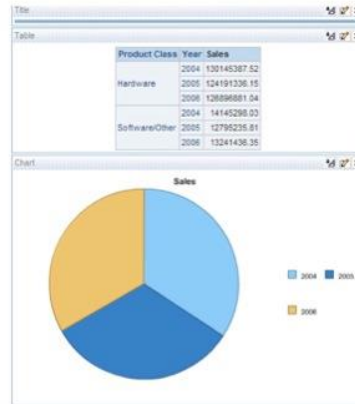 Title
Table
Product Class Year Sales
Hardware 2004 130145387.52
2005 124191336.15
2006 126896881.04
Software/Other 2004 14145298.03
2005 12795235.81
2006 13241436.35
Chart
Sales
2004 2005
2006